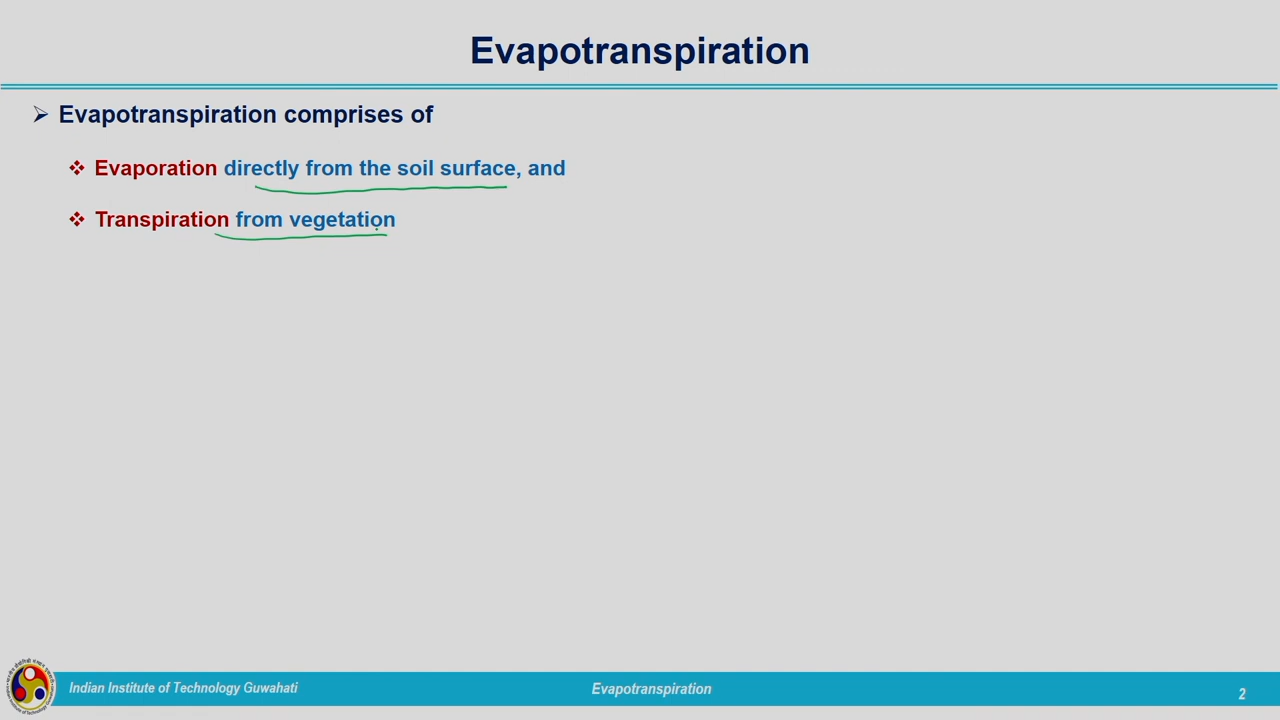 Evapotranspiration
Evapotranspiration comprises of
Evaporation directly from the soil surface, and
Transpiration from vegetation
Indian Institute of Technology Guwahati
Evapotranspiration
2